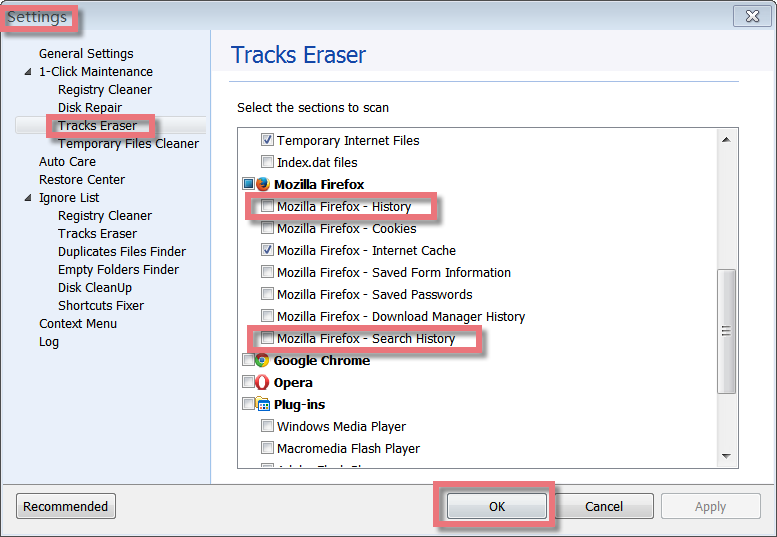 Settings
General Settings
1-Click Maintenance
Registry Cleaner
Disk Repair
Tracks Eraser
Temporary Files Cleaner
Auto Care
Restore Center
Ignore List
Registry Cleaner
Tracks Eraser
Duplicates Files Finder
Empty Folders Finder
Disk CleanUp
Shortcuts Fixer
Context Menu
Log
Tracks Eraser
Select the sections to scan
Temporary Internet Files
Index.dat files
Mozilla Firefox
Mozilla Firefox - History
Mozilla Firefox - Cookies
Mozilla Firefox - Internet Cache
Mozilla Firefox - Saved Form Information
Mozilla Firefox - Saved Passwords
Mozilla Firefox - Download Manager History
Mozilla Firefox - Search History
Google Chrome
Opera
Plug-ins
Windows Media Player
Macromedia Flash Player
Recommended
OK
Cancel
Apply